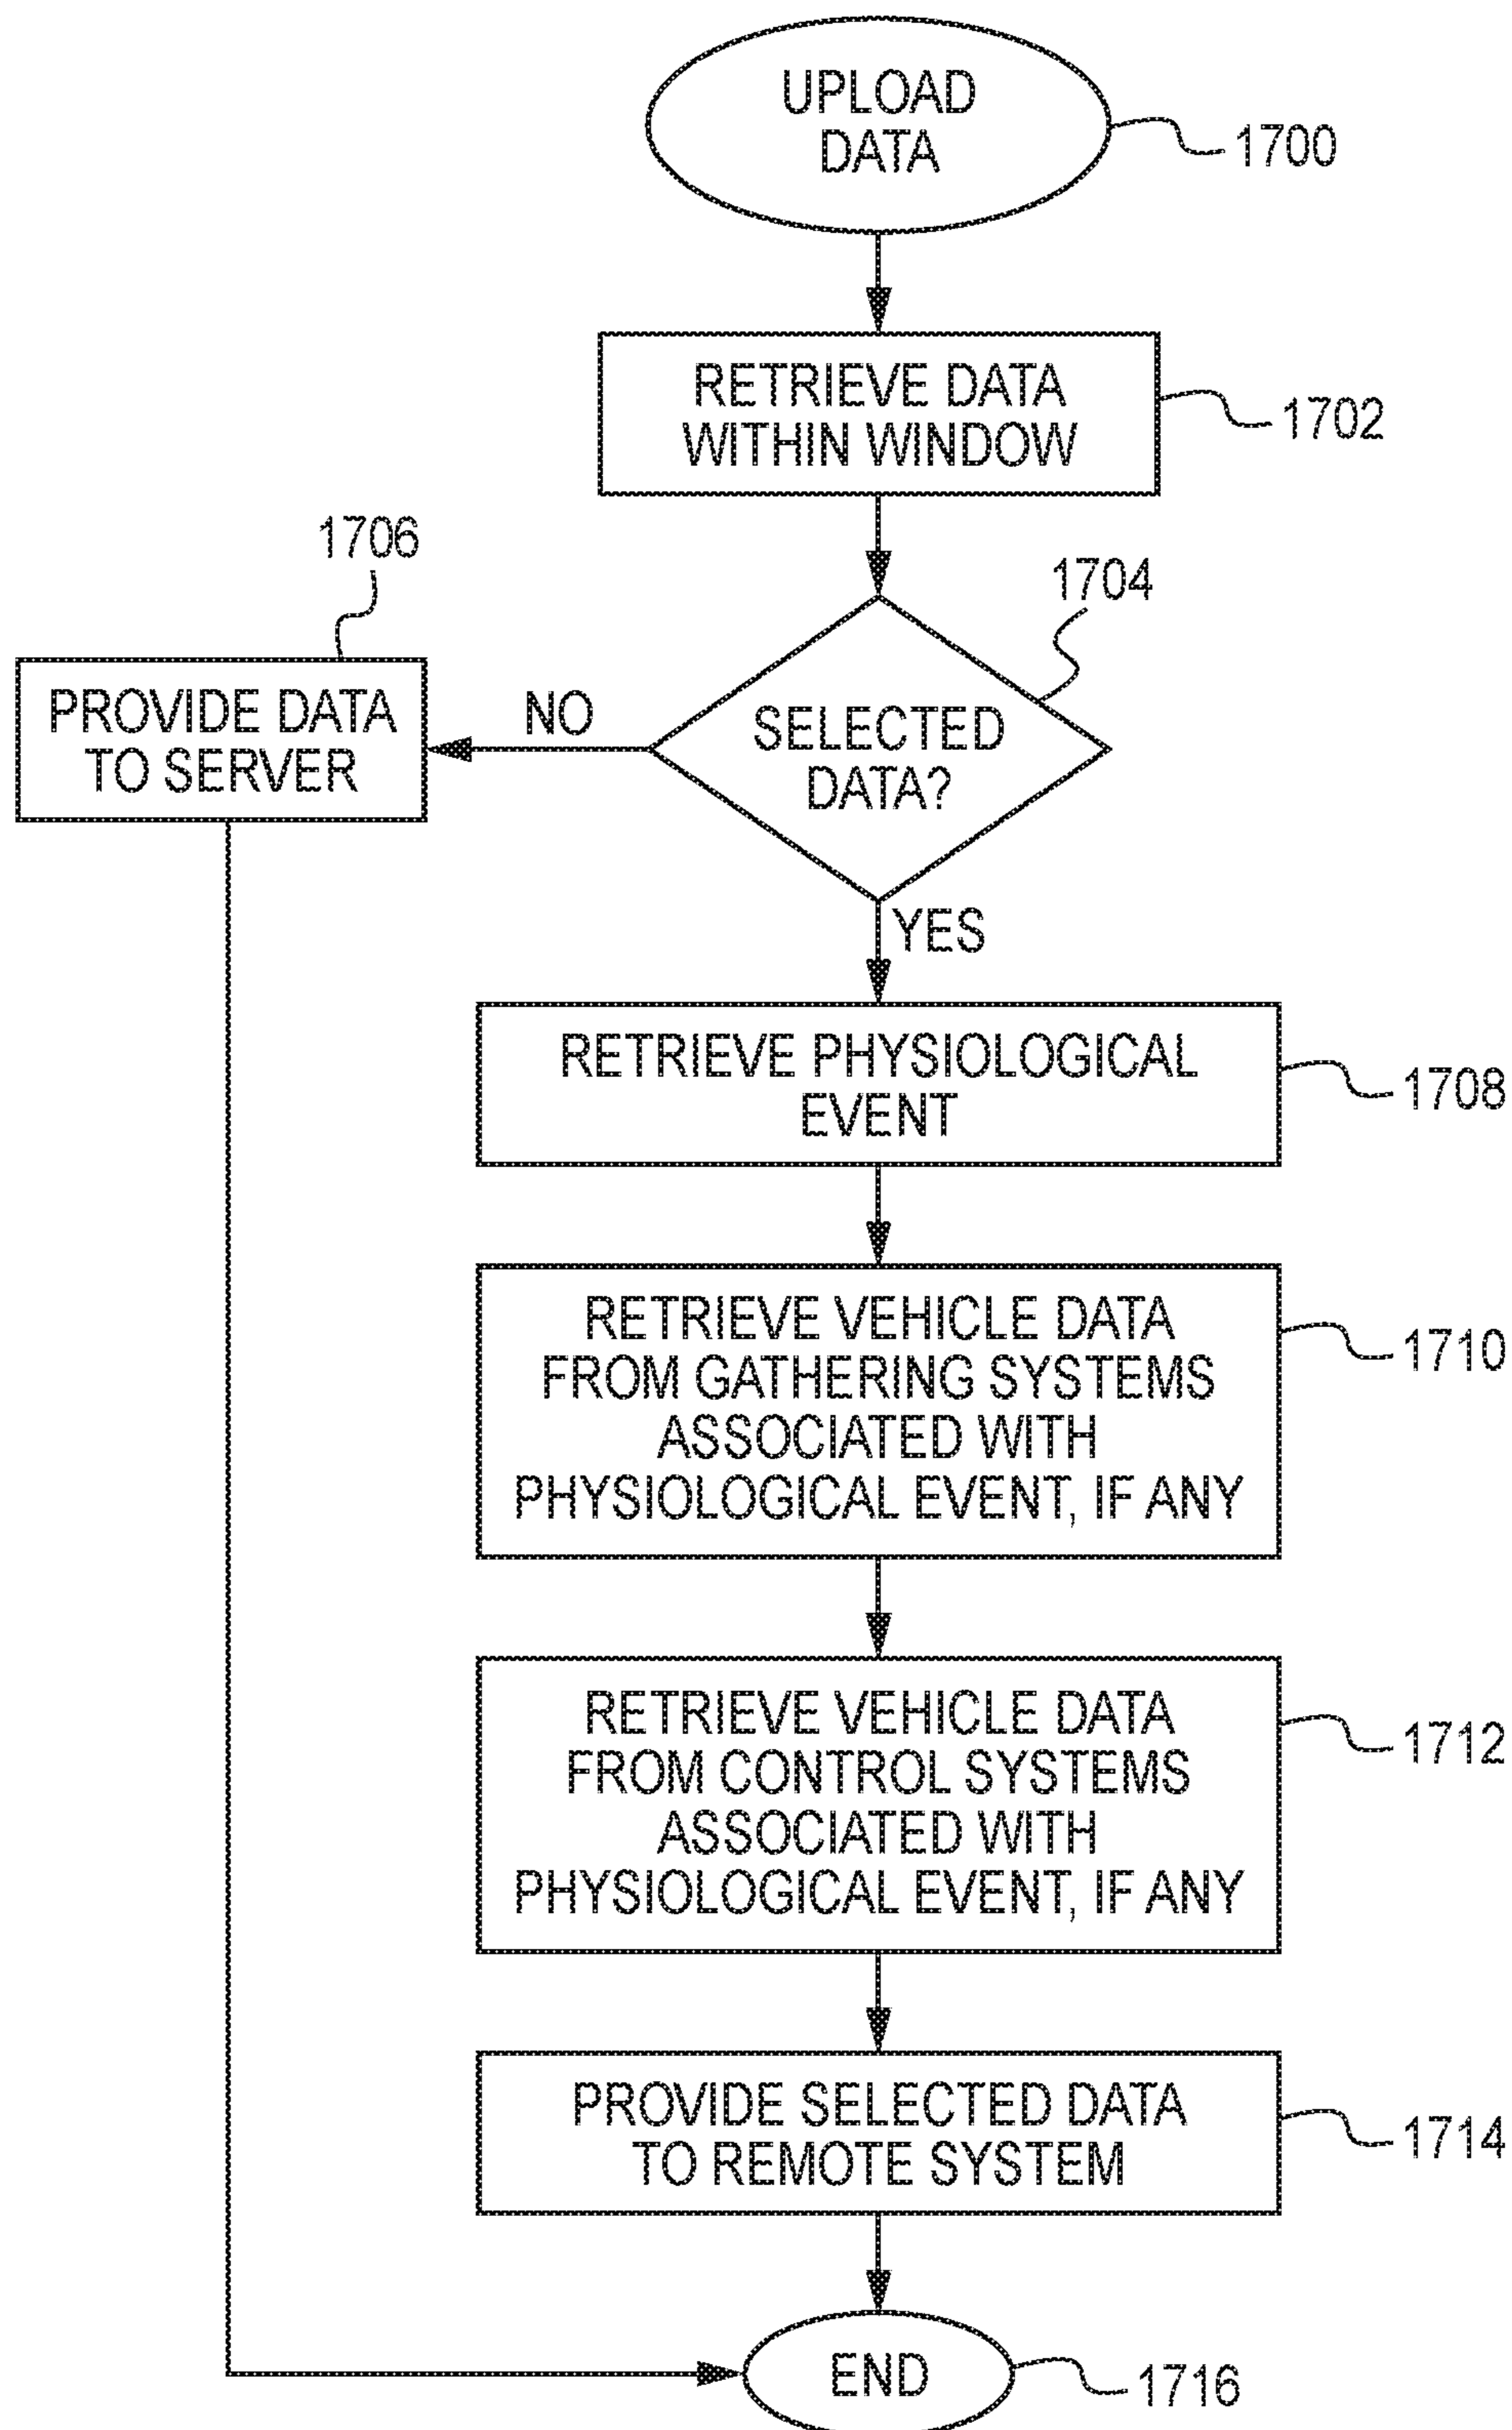 UPLOAD
DATA
1700
RETRIEVE DATA
WITHIN WINDOW
1702
1706
1704
PROVIDE DATA
TO SERVER
NO
SELECTED
DATA?
YES
RETRIEVE PHYSIOLOGICAL
EVENT
1708
RETRIEVE VEHICLE DATA
FROM GATHERING SYSTEMS
ASSOCIATED WITH
PHYSIOLOGICAL EVENT, IF ANY
1710
RETRIEVE VEHICLE DATA
FROM CONTROL SYSTEMS
ASSOCIATED WITH
PHYSIOLOGICAL EVENT, IF ANY
1712
PROVIDE SELECTED DATA
TO REMOTE SYSTEM
1714
END
1716